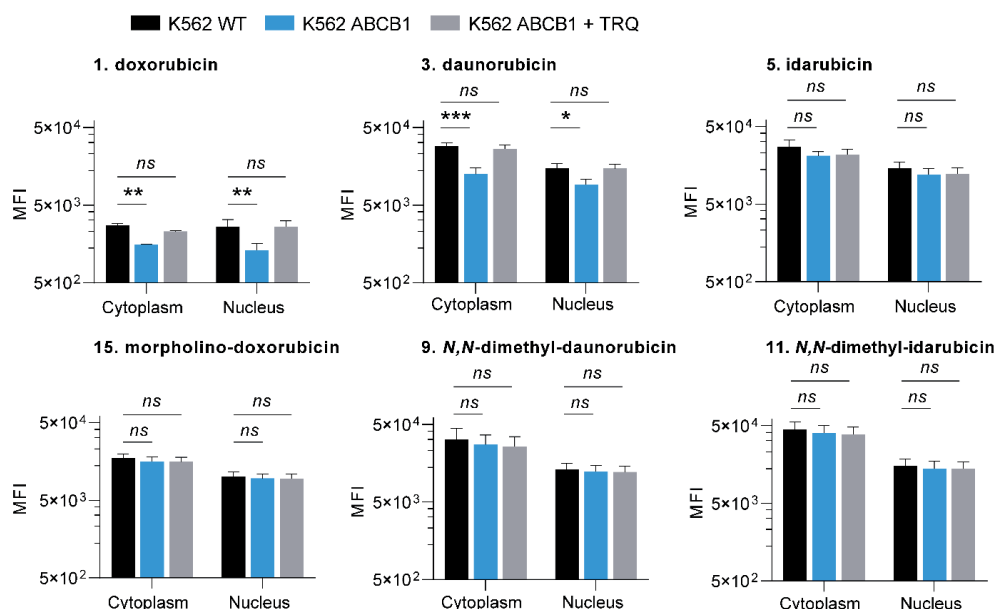 K562 WT K562 ABCB1 K562 ABCB1 + TRQ
1. doxorubicin
MFI
5×10⁴
5×10³
5×10²
ns
**
ns
**
Cytoplasm Nucleus
3. daunorubicin
MFI
5×10⁴
5×10³
5×10²
ns
***
ns
*
Cytoplasm Nucleus
5. idarubicin
MFI
5×10⁴
5×10³
5×10²
ns
ns
ns
ns
Cytoplasm Nucleus
15. morpholino-doxorubicin
MFI
5×10⁴
5×10³
5×10²
ns
ns
ns
ns
Cytoplasm Nucleus
9. N,N-dimethyl-daunorubicin
MFI
5×10⁴
5×10³
5×10²
ns
ns
ns
ns
Cytoplasm Nucleus
11. N,N-dimethyl-idarubicin
MFI
5×10⁴
5×10³
5×10²
ns
ns
ns
ns
Cytoplasm Nucleus